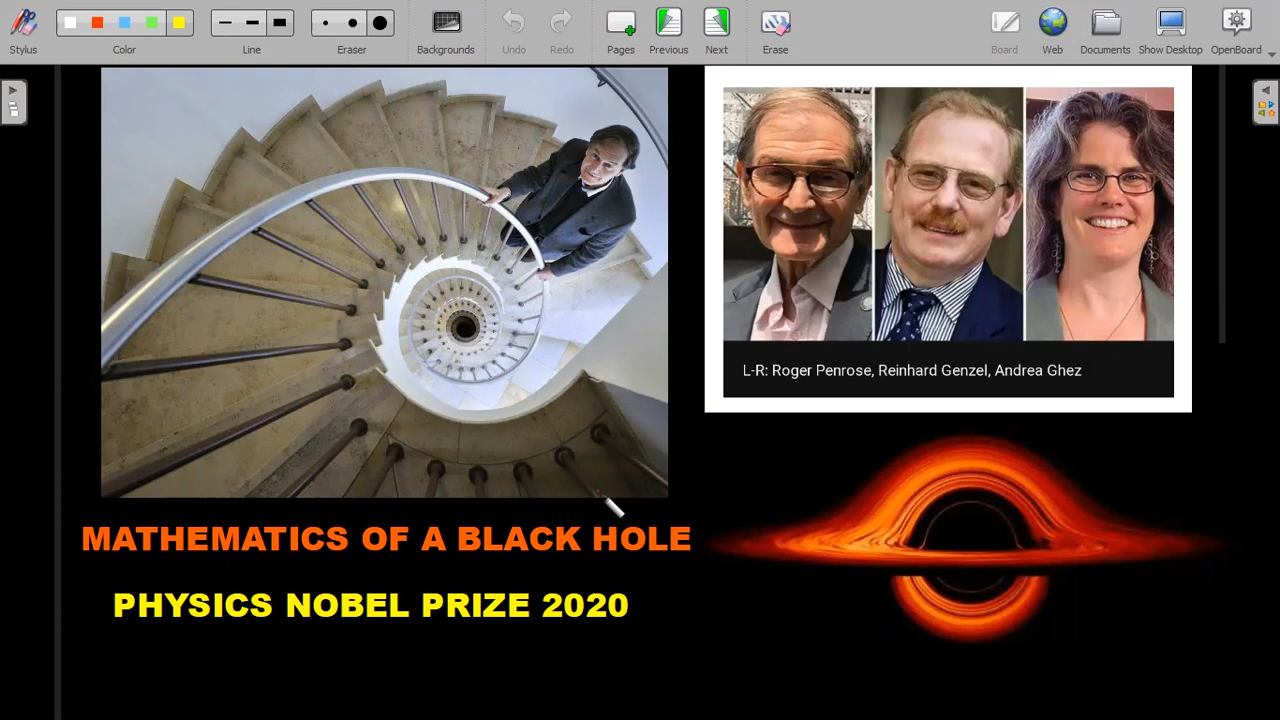 Stylus
Color
Line
Eraser
Backgrounds
Undo
Redo
Pages
Previous
Next
Erase
Board
Web
Documents
Show Desktop
OpenBoard
L-R: Roger Penrose, Reinhard Genzel, Andrea Ghez
MATHEMATICS OF A BLACK HOLE
PHYSICS NOBEL PRIZE 2020